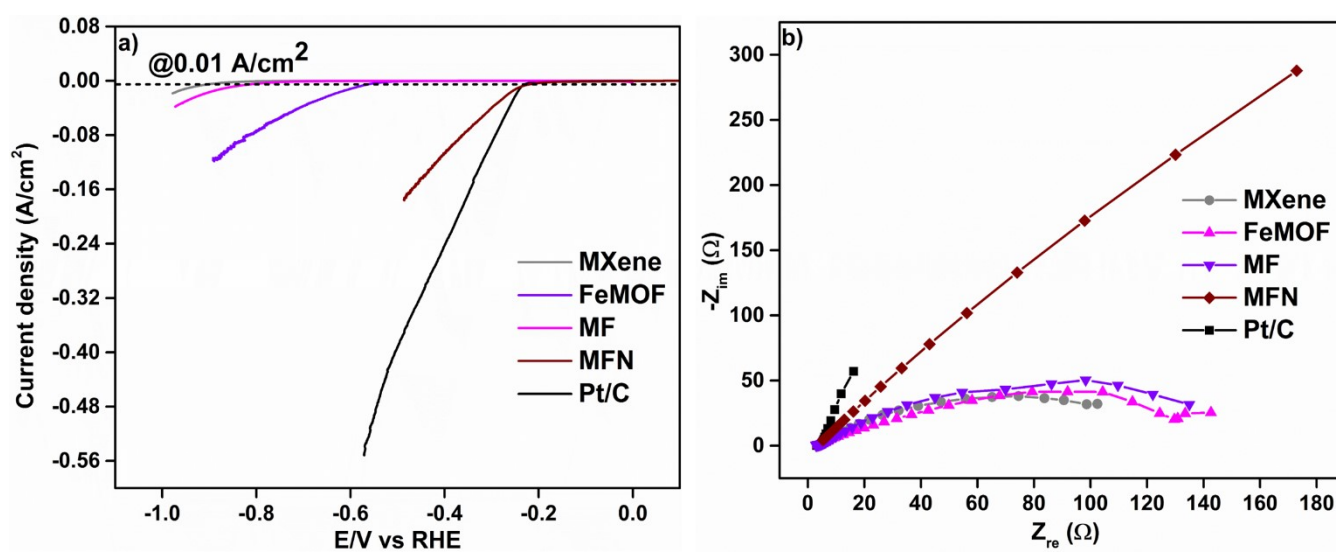 a)
@0.01 A/cm²
0.08
0.00
-0.08
-0.16
-0.24
-0.32
-0.40
-0.48
-0.56
Current density (A/cm²)
MXene
FeMOF
MF
MFN
Pt/C
-1.0 -0.8 -0.6 -0.4 -0.2 0.0
E/V vs RHE
b)
300
250
200
150
100
50
0
-Zim (Ω)
MXene
FeMOF
MF
MFN
Pt/C
0 20 40 60 80 100 120 140 160 180
Zre (Ω)